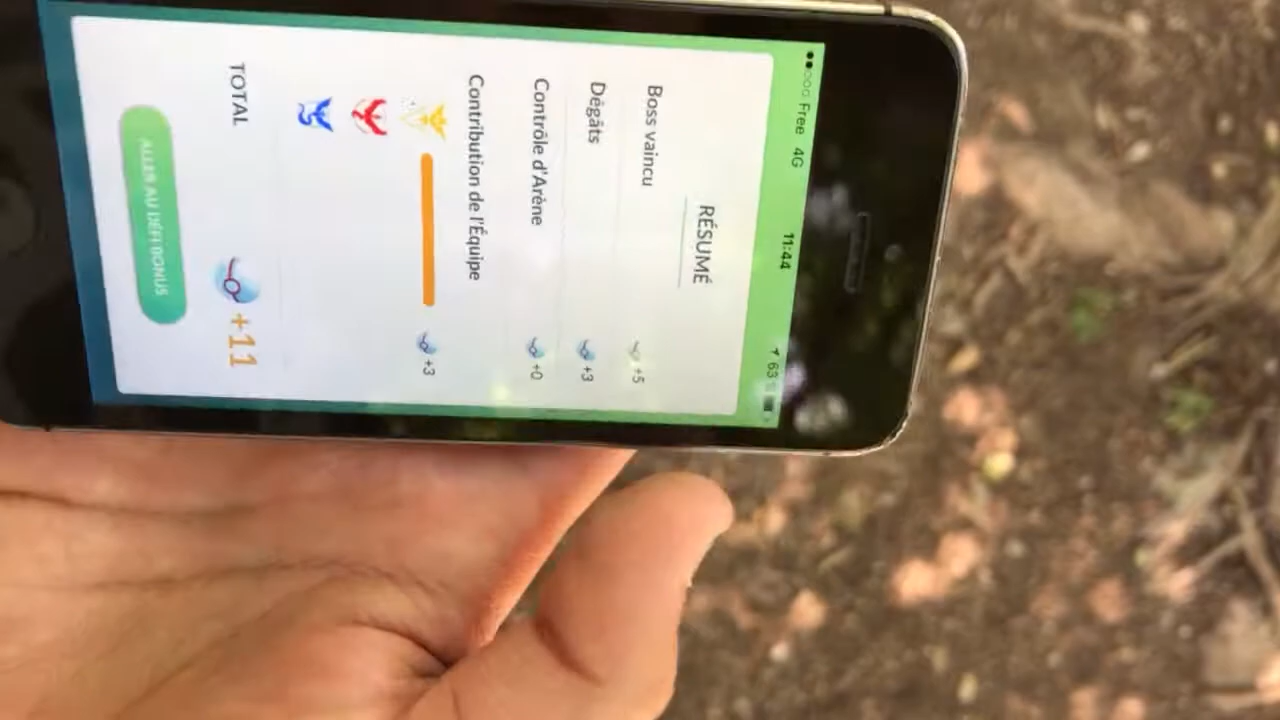 Free 4G 11:44 63
RÉSUMÉ
Boss vaincu +5
Dégâts +3
Contrôle d'Arène +0
Contribution de l'Équipe
+3
TOTAL +11
ALLER AU DÉFI BONUS